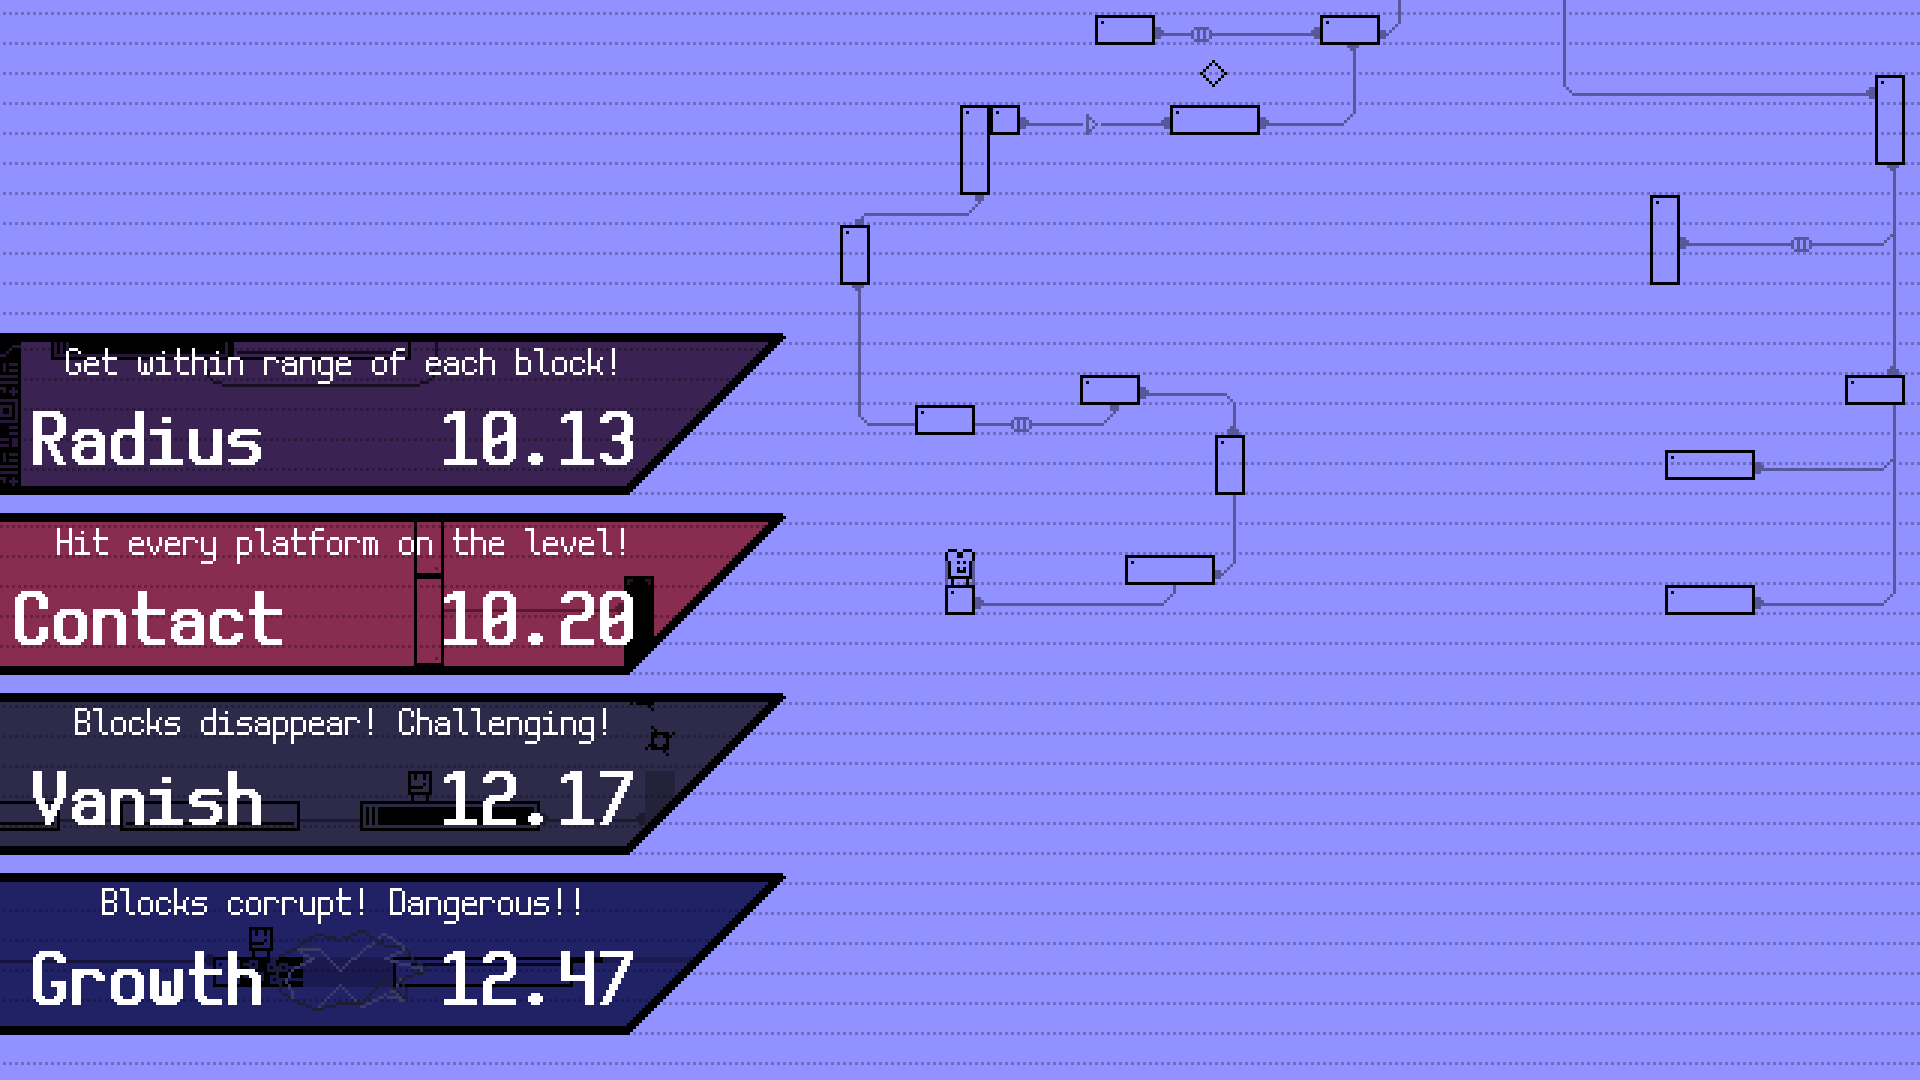 Get within range of each block!
Radius 10.13
Hit every platform on the level!
Contact 10.20
Blocks disappear! Challenging!
Vanish 12.17
Blocks corrupt! Dangerous!!
Growth 12.47